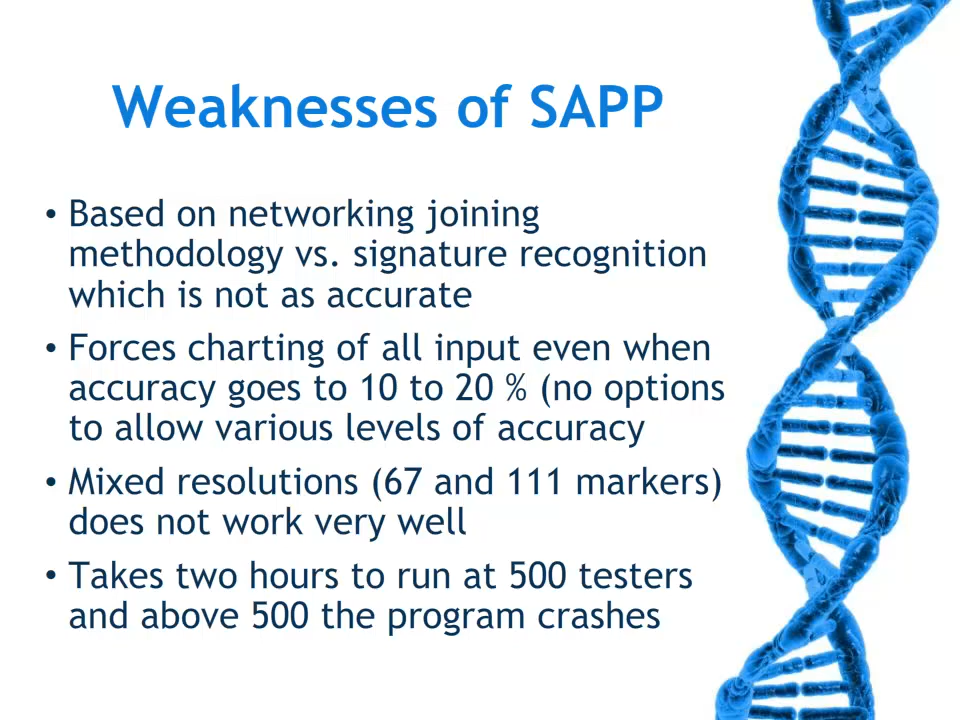 Weaknesses of SAPP
• Based on networking joining
methodology vs. signature recognition
which is not as accurate
• Forces charting of all input even when
accuracy goes to 10 to 20 % (no options
to allow various levels of accuracy
• Mixed resolutions (67 and 111 markers)
does not work very well
• Takes two hours to run at 500 testers
and above 500 the program crashes